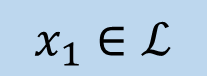 x₁ ∈ ℒ